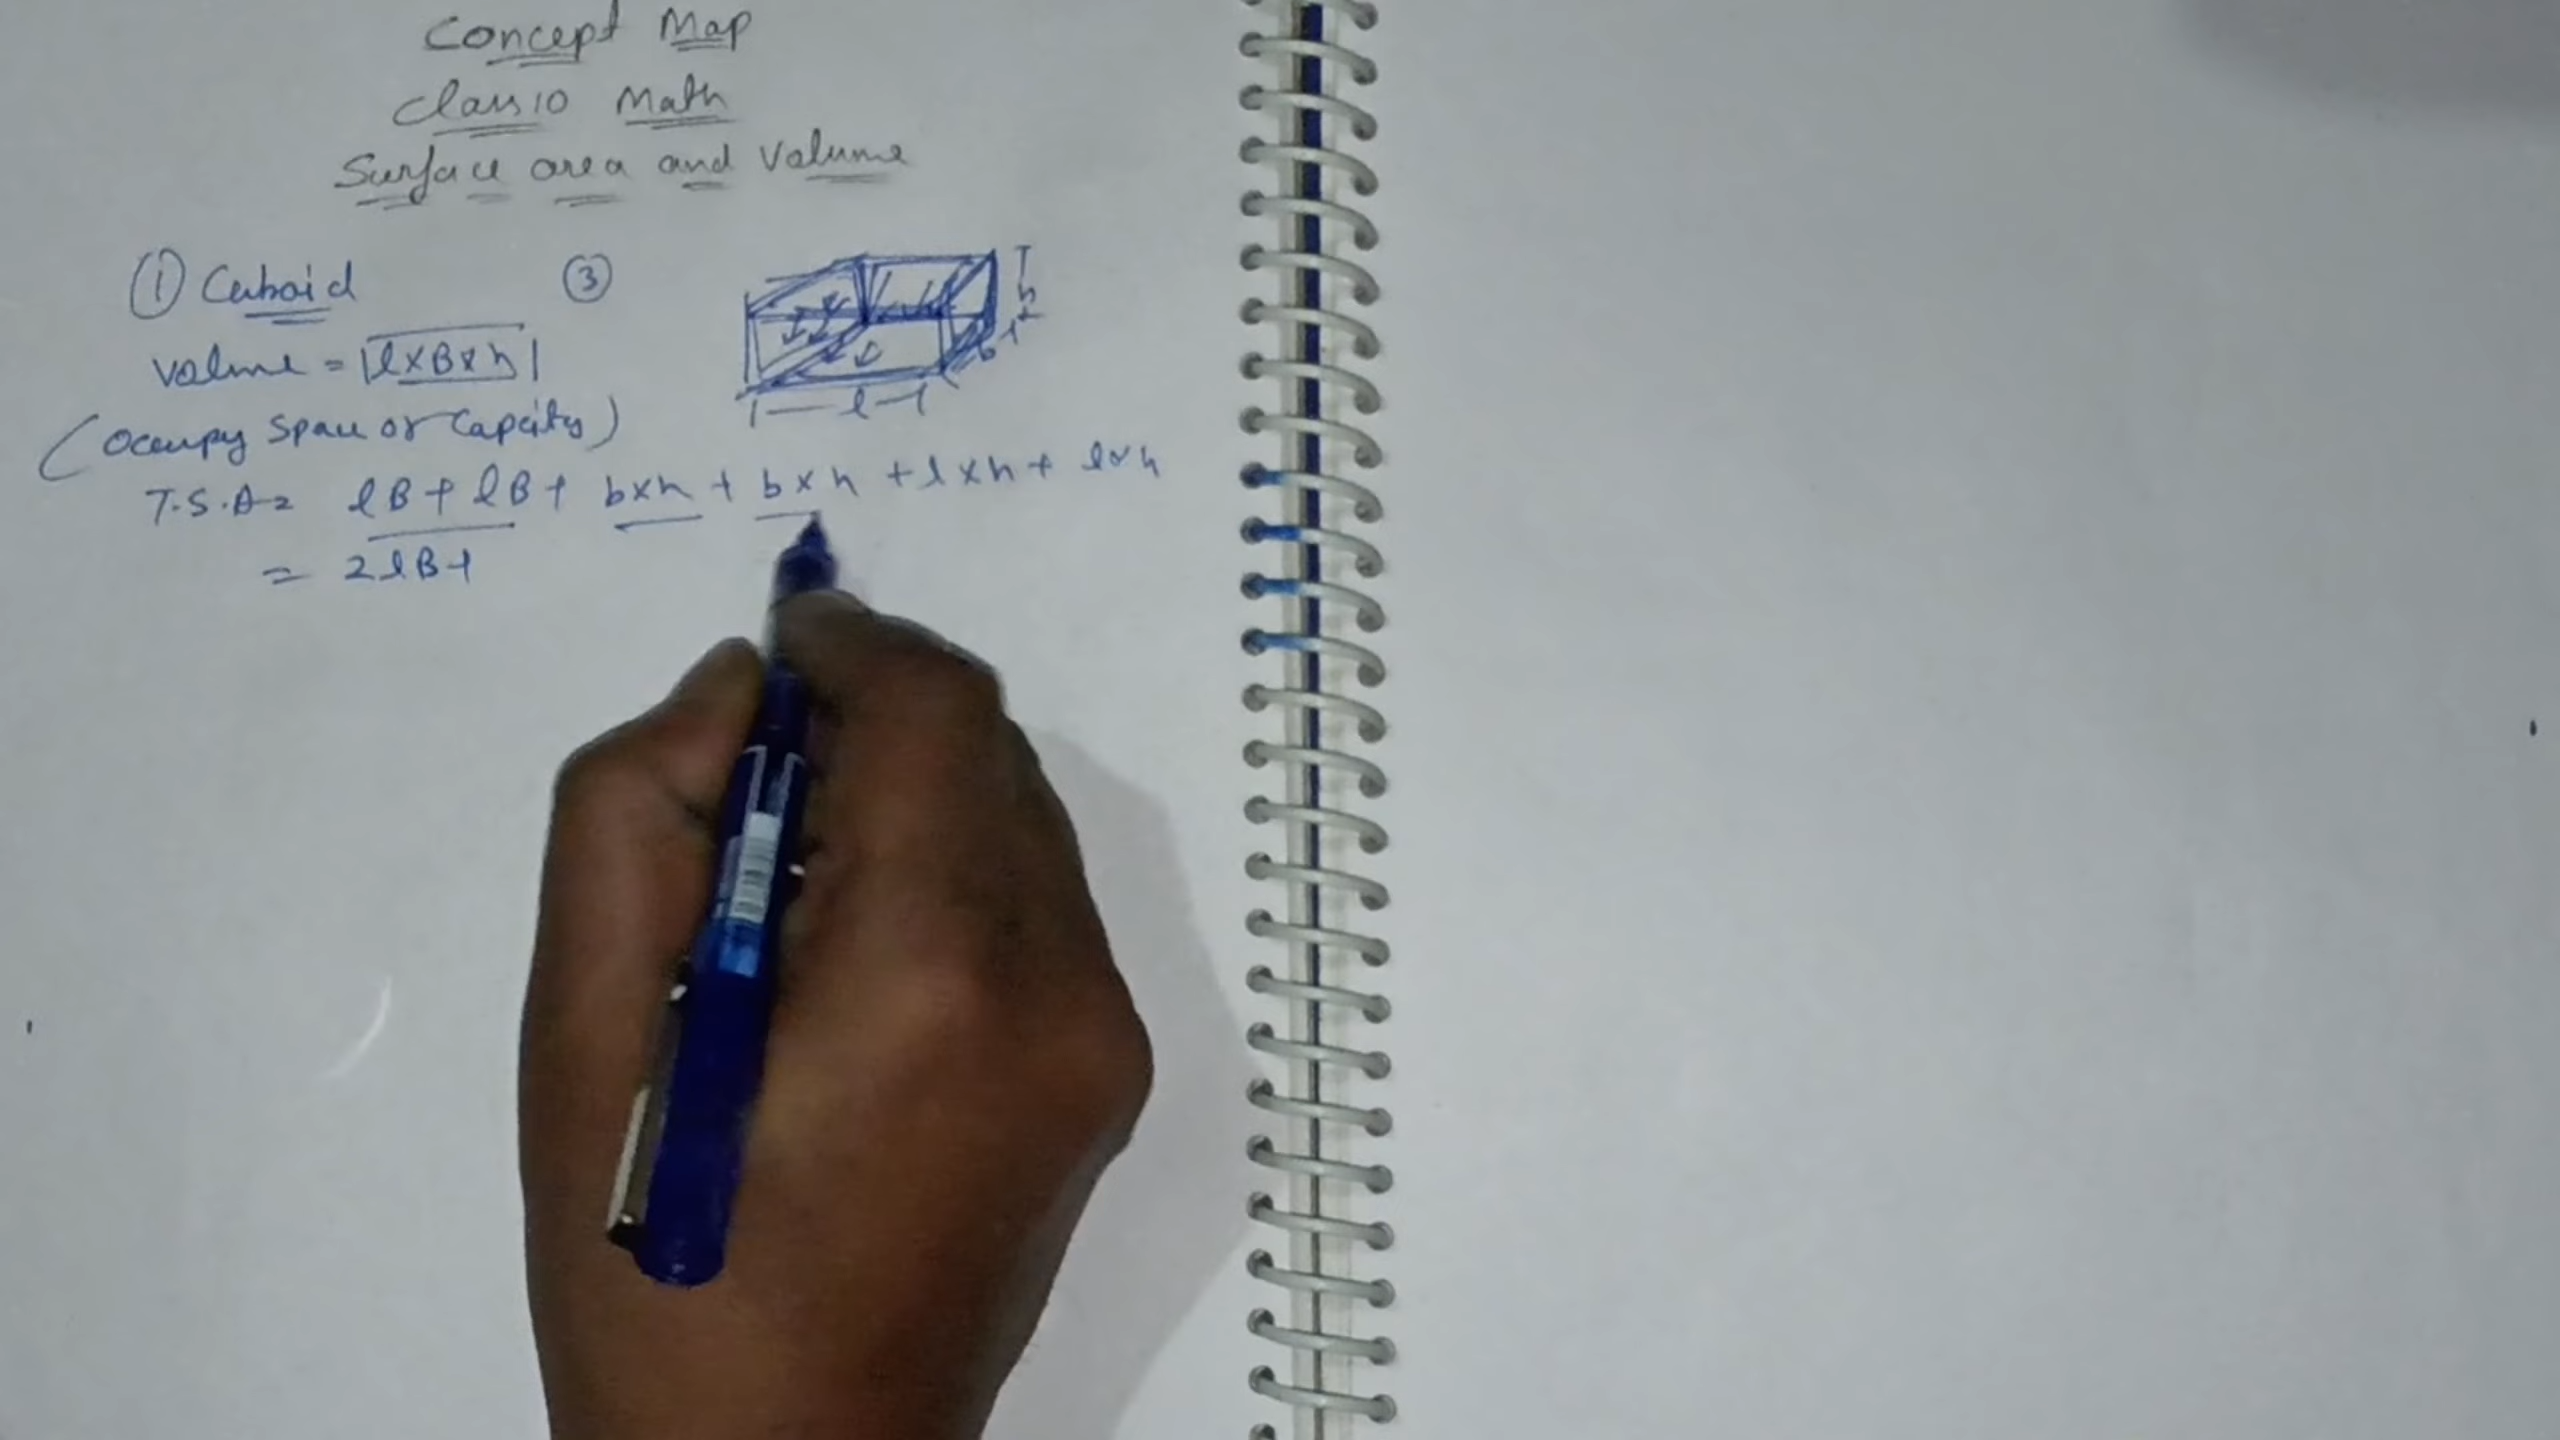 Concept Map
Class 10 Math
Surface area and Volume
① Cuboid ③
Volume = l×B×h
(Occupy Space or Capcity)
T.S.A = lB + lB + b×h + b×h + l×h + l×h
= 2lB +
h
b
l